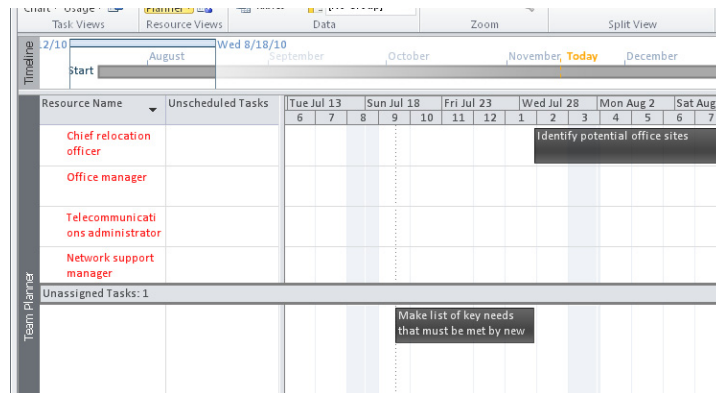 Chart Usage Planner [No Group]
Task Views Resource Views Data Zoom Split View
Timeline
12/10 Wed 8/18/10
August September October November Today December
Start
Resource Name Unscheduled Tasks Tue Jul 13 Sun Jul 18 Fri Jul 23 Wed Jul 28 Mon Aug 2 Sat Aug
6 7 8 9 10 11 12 1 2 3 4 5 6 7
Chief relocation
officer
Identify potential office sites
Office manager
Telecommunicati
ons administrator
Network support
manager
Team Planner
Unassigned Tasks: 1
Make list of key needs
that must be met by new